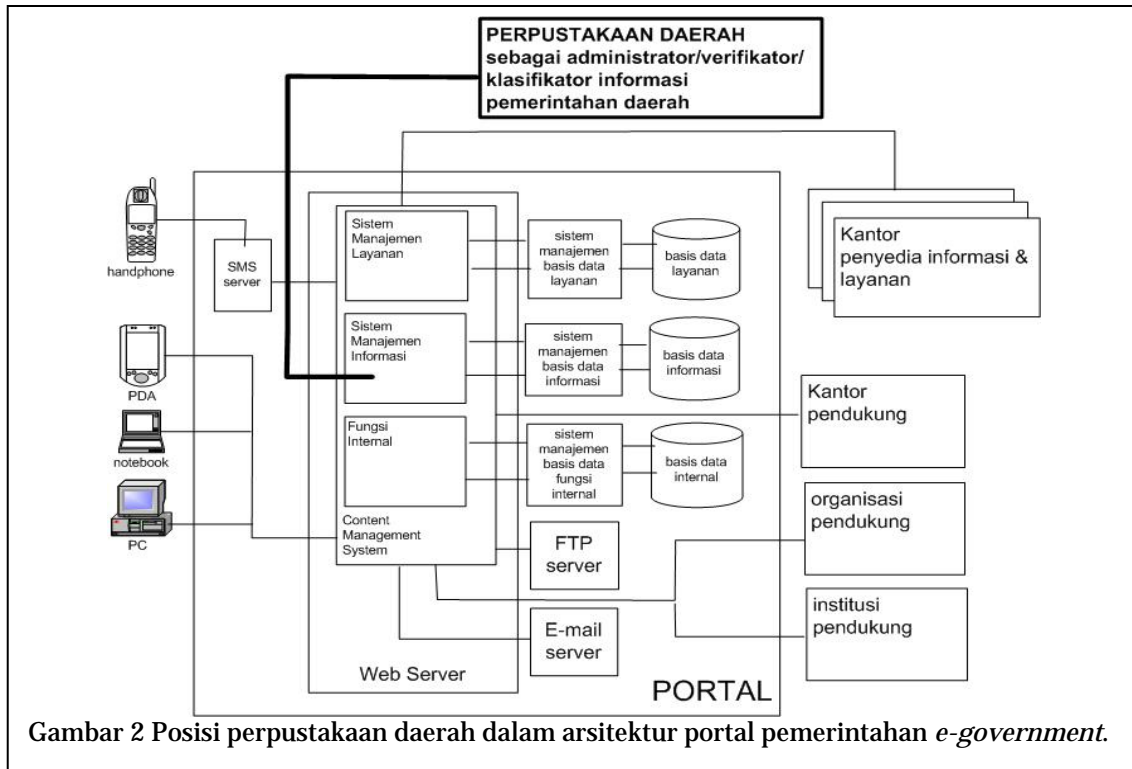 PERPUSTAKAAN DAERAH
sebagai administrator/verifikator/
klasifikator informasi
pemerintahan daerah
handphone
SMS
server
PDA
notebook
PC
Sistem
Manajemen
Layanan
sistem
manajemen
basis data
layanan
basis data
layanan
Sistem
Manajemen
Informasi
sistem
manajemen
basis data
informasi
basis data
informasi
Fungsi
Internal
sistem
manajemen
basis data
fungsi
internal
basis data
internal
Content
Management
System
FTP
server
E-mail
server
Web Server
PORTAL
Kantor
penyedia informasi &
layanan
Kantor
pendukung
organisasi
pendukung
institusi
pendukung
Gambar 2 Posisi perpustakaan daerah dalam arsitektur portal pemerintahan e-government.